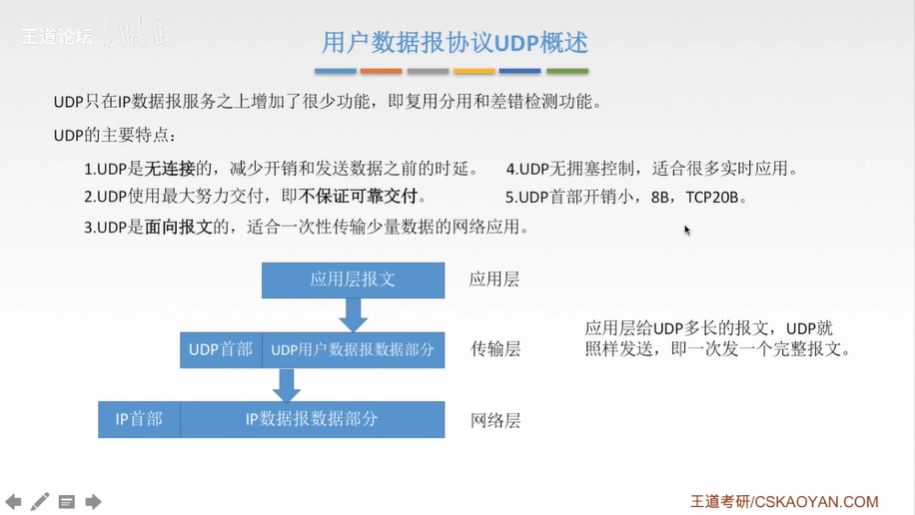 王道论坛
用户数据报协议UDP概述
UDP只在IP数据报服务之上增加了很少功能，即复用分用和差错检测功能。
UDP的主要特点：
1.UDP是无连接的，减少开销和发送数据之前的时延。
2.UDP使用最大努力交付，即不保证可靠交付。
3.UDP是面向报文的，适合一次性传输少量数据的网络应用。
4.UDP无拥塞控制，适合很多实时应用。
5.UDP首部开销小，8B，TCP20B。
应用层报文 应用层
UDP首部 UDP用户数据报数据部分 传输层
IP首部 IP数据报数据部分 网络层
应用层给UDP多长的报文，UDP就
照样发送，即一次发一个完整报文。
王道考研/CSKAOYAN.COM